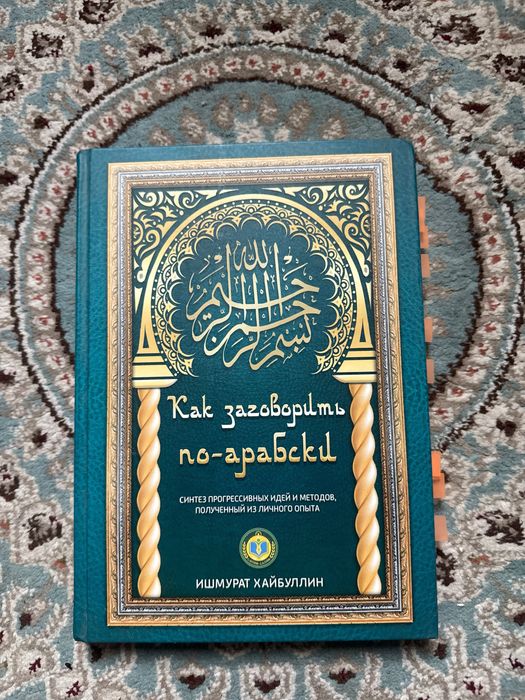 بسم الله الرحمن الرحيم
Как заговорить
по-арабски
СИНТЕЗ ПРОГРЕССИВНЫХ ИДЕЙ И МЕТОДОВ,
ПОЛУЧЕННЫЙ ИЗ ЛИЧНОГО ОПЫТА
ИШМУРАТ ХАЙБУЛЛИН